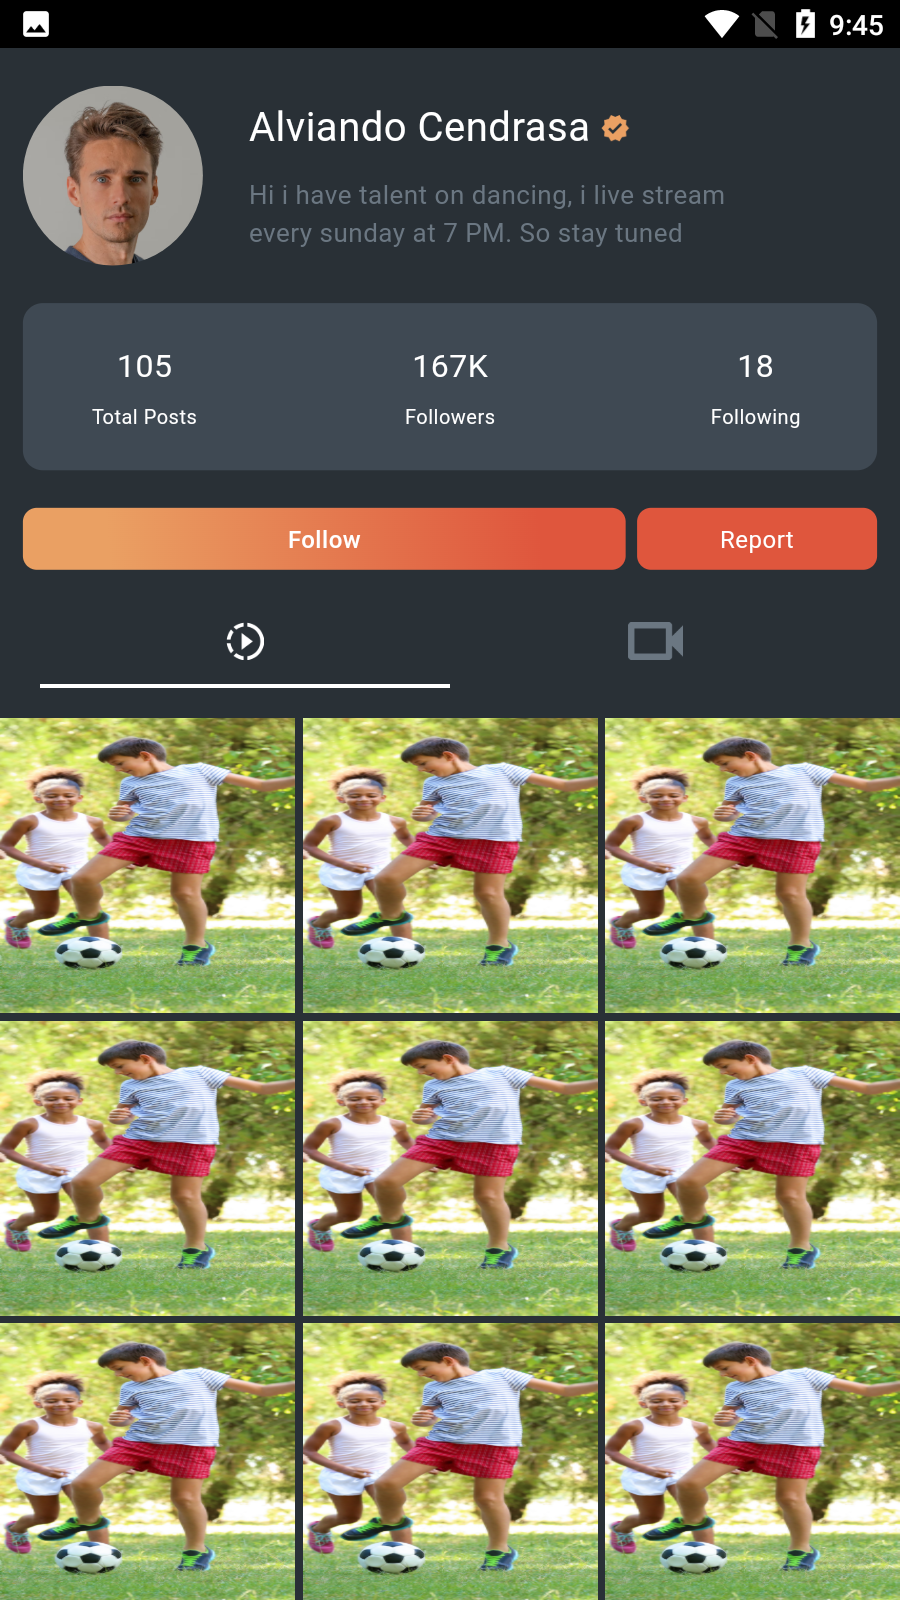 9:45
Alviando Cendrasa
Hi i have talent on dancing, i live stream
every sunday at 7 PM. So stay tuned
105
167K
18
Total Posts
Followers
Following
Follow
Report